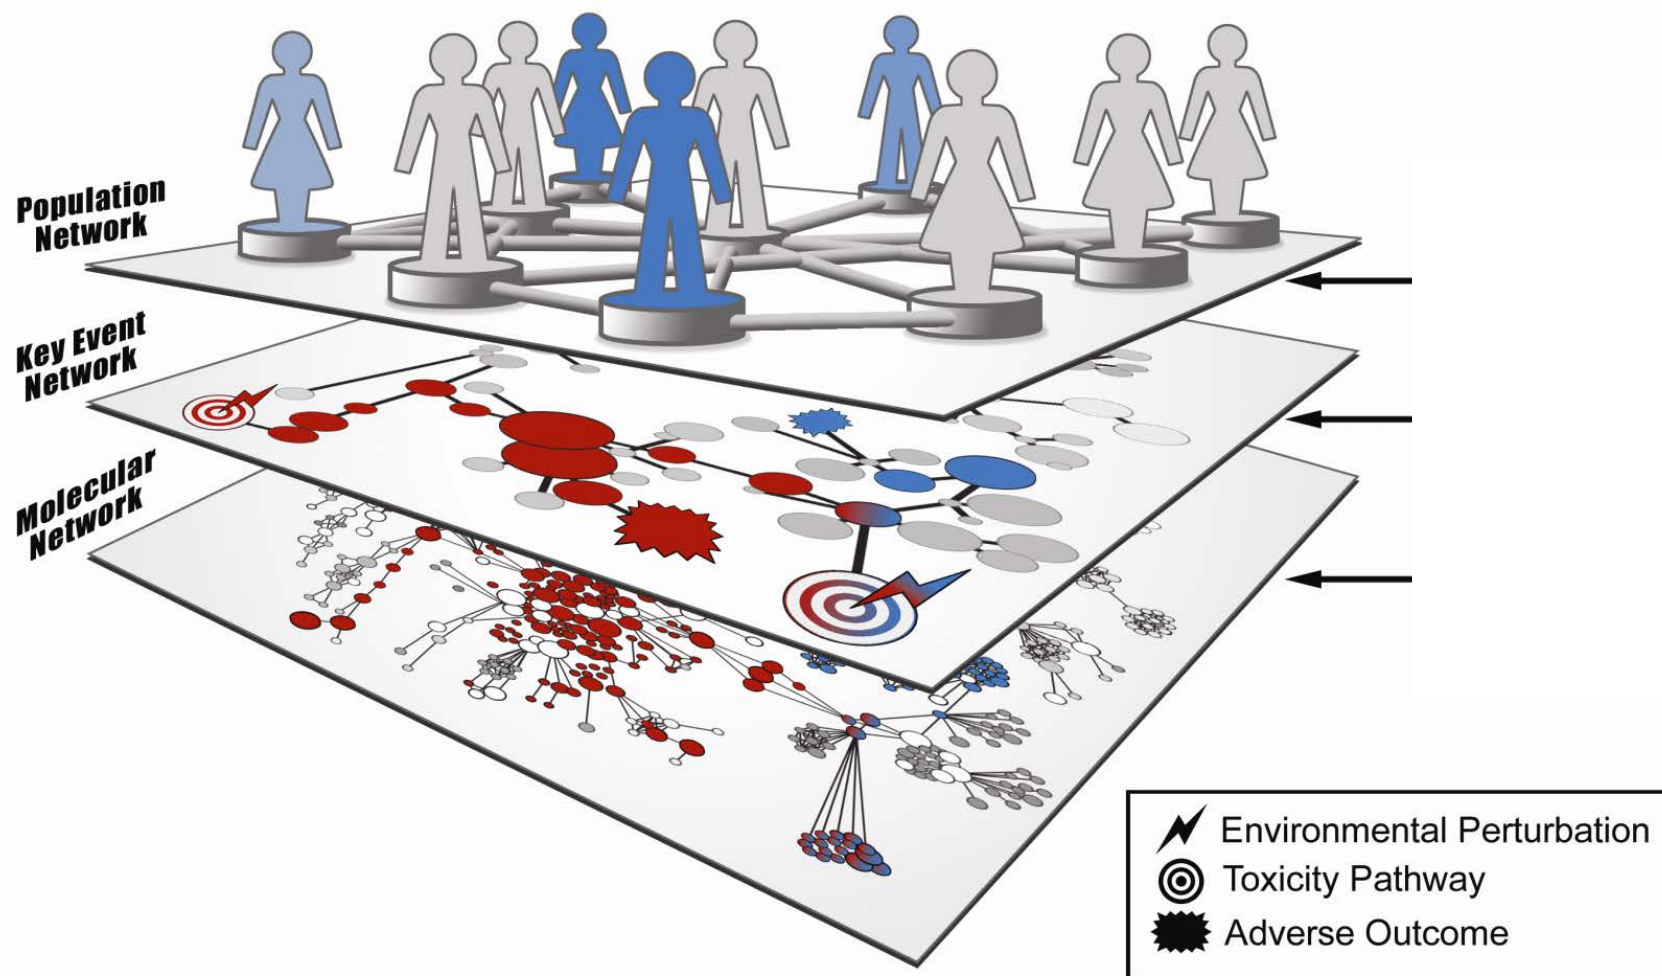 Population
Network
Key Event
Network
Molecular
Network
Environmental Perturbation
Toxicity Pathway
Adverse Outcome